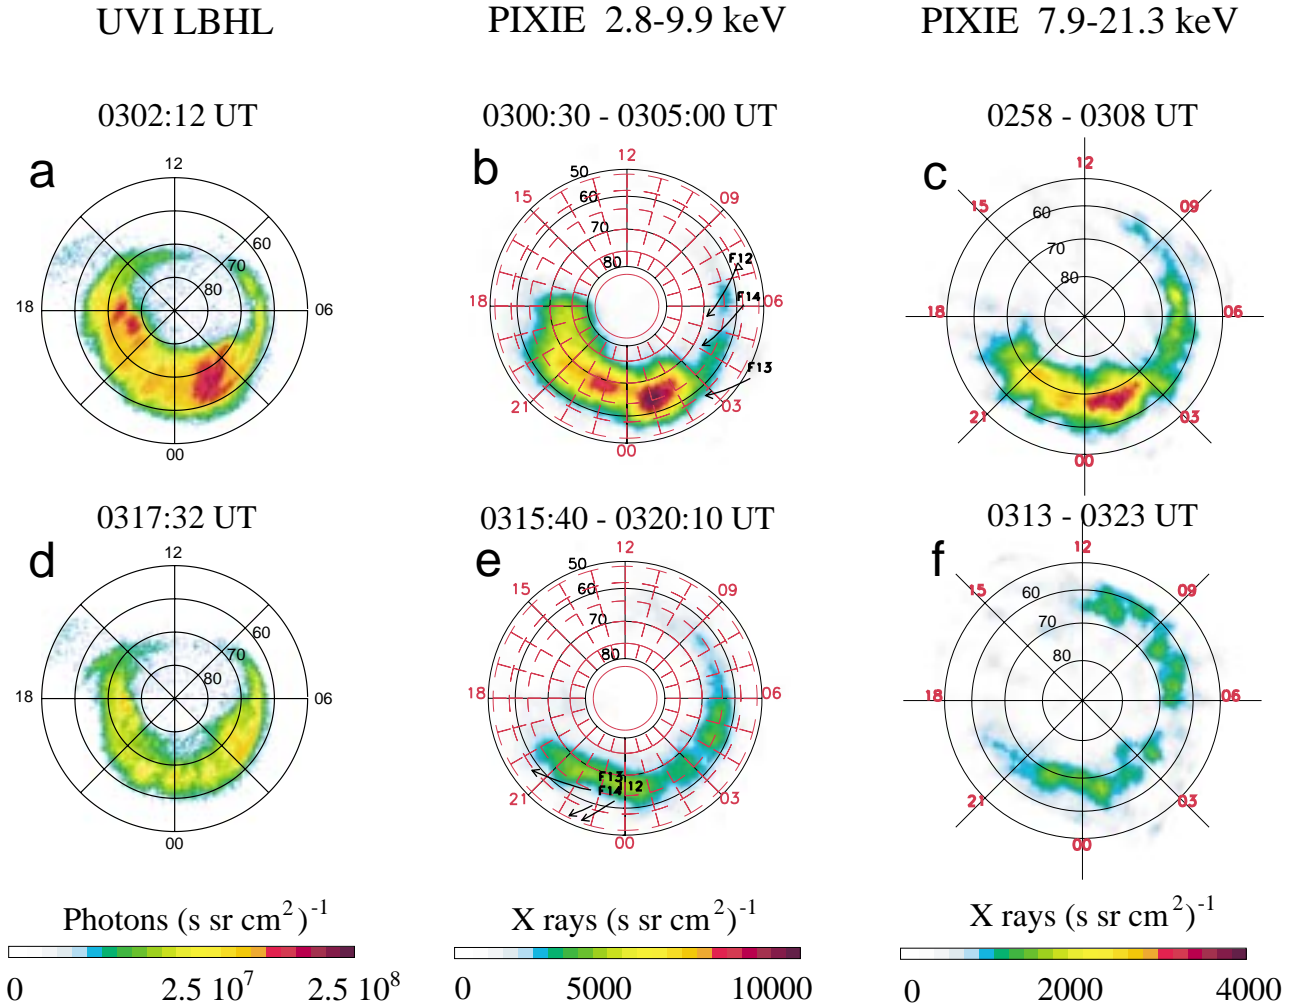 UVI LBHL
PIXIE 2.8-9.9 keV
PIXIE 7.9-21.3 keV
0302:12 UT
0300:30 - 0305:00 UT
0258 - 0308 UT
a
12
60
70
80
18
06
00
b
12
50
60
70
80
15
09
18
06
21
03
00
F12
F14
F13
c
12
60
70
80
15
09
18
06
21
03
00
0317:32 UT
0315:40 - 0320:10 UT
0313 - 0323 UT
d
12
60
70
80
18
06
00
e
12
50
60
70
80
15
09
18
06
21
03
00
F13
F14
12
f
12
60
70
80
15
09
18
06
21
03
00
Photons (s sr cm²)⁻¹
X rays (s sr cm²)⁻¹
X rays (s sr cm²)⁻¹
0 2.5 10⁷ 2.5 10⁸
0 5000 10000
0 2000 4000